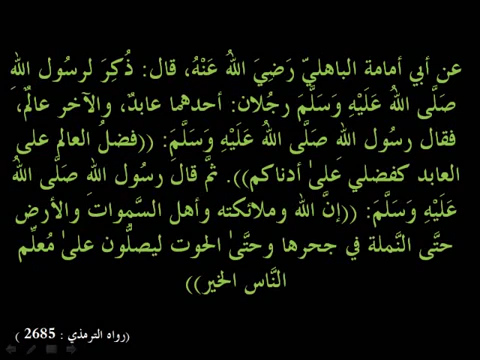 عن أبي أمامة الباهليّ رَضِيَ اللهُ عَنْهُ، قال: ذُكِرَ لرسُول اللهِ
صَلَّى اللهُ عَلَيْهِ وَسَلَّمَ رجُلان: أحدهما عابدٌ، والآخر عالمٌ،
فقال رسُول الله صَلَّى اللهُ عَلَيْهِ وَسَلَّمَ: ((فضلُ العالم على
العابد كفضلي عَلىٰ أدناكم)). ثمَّ قال رسُول الله صَلَّى اللهُ
عَلَيْهِ وَسَلَّمَ: ((إنَّ الله وملائكته وأهل السَّموات والأرض
حتَّى النَّملة في جحرها وحتَّىٰ الحوت ليصلُّون علىٰ مُعلِّم
النَّاس الخير))
(رواه الترمذي : 2685 )